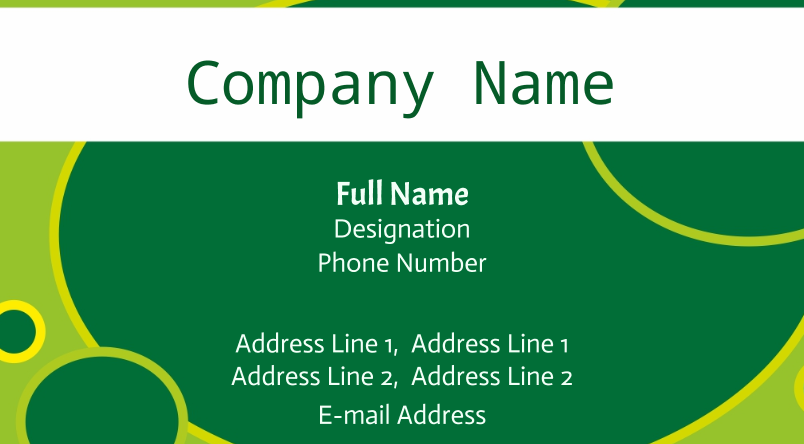 Company Name
Full Name
Designation
Phone Number
Address Line 1, Address Line 1
Address Line 2, Address Line 2
E-mail Address